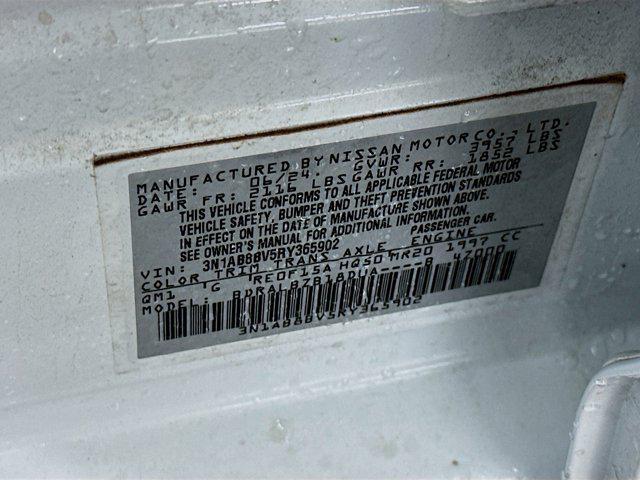 MANUFACTURED BY NISSAN MOTOR CO., LTD.
DATE: 06/24. GVWR: 3957 LBS
GAWR FR: 2116 LBS GAWR RR: 1852 LBS
THIS VEHICLE CONFORMS TO ALL APPLICABLE FEDERAL MOTOR
VEHICLE SAFETY, BUMPER AND THEFT PREVENTION STANDARDS
IN EFFECT ON THE DATE OF MANUFACTURE SHOWN ABOVE.
SEE OWNER'S MANUAL FOR ADDITIONAL INFORMATION.
VIN: 3N1AB8BV5RY365902 PASSENGER CAR.
COLOR TRIM TRANS AXLE ENGINE
QM1 G RE0F15A HQ50 MR20 1997 CC
MODEL: BDRALBZB18DUA----B 47000
3N1AB8BV5RY365902